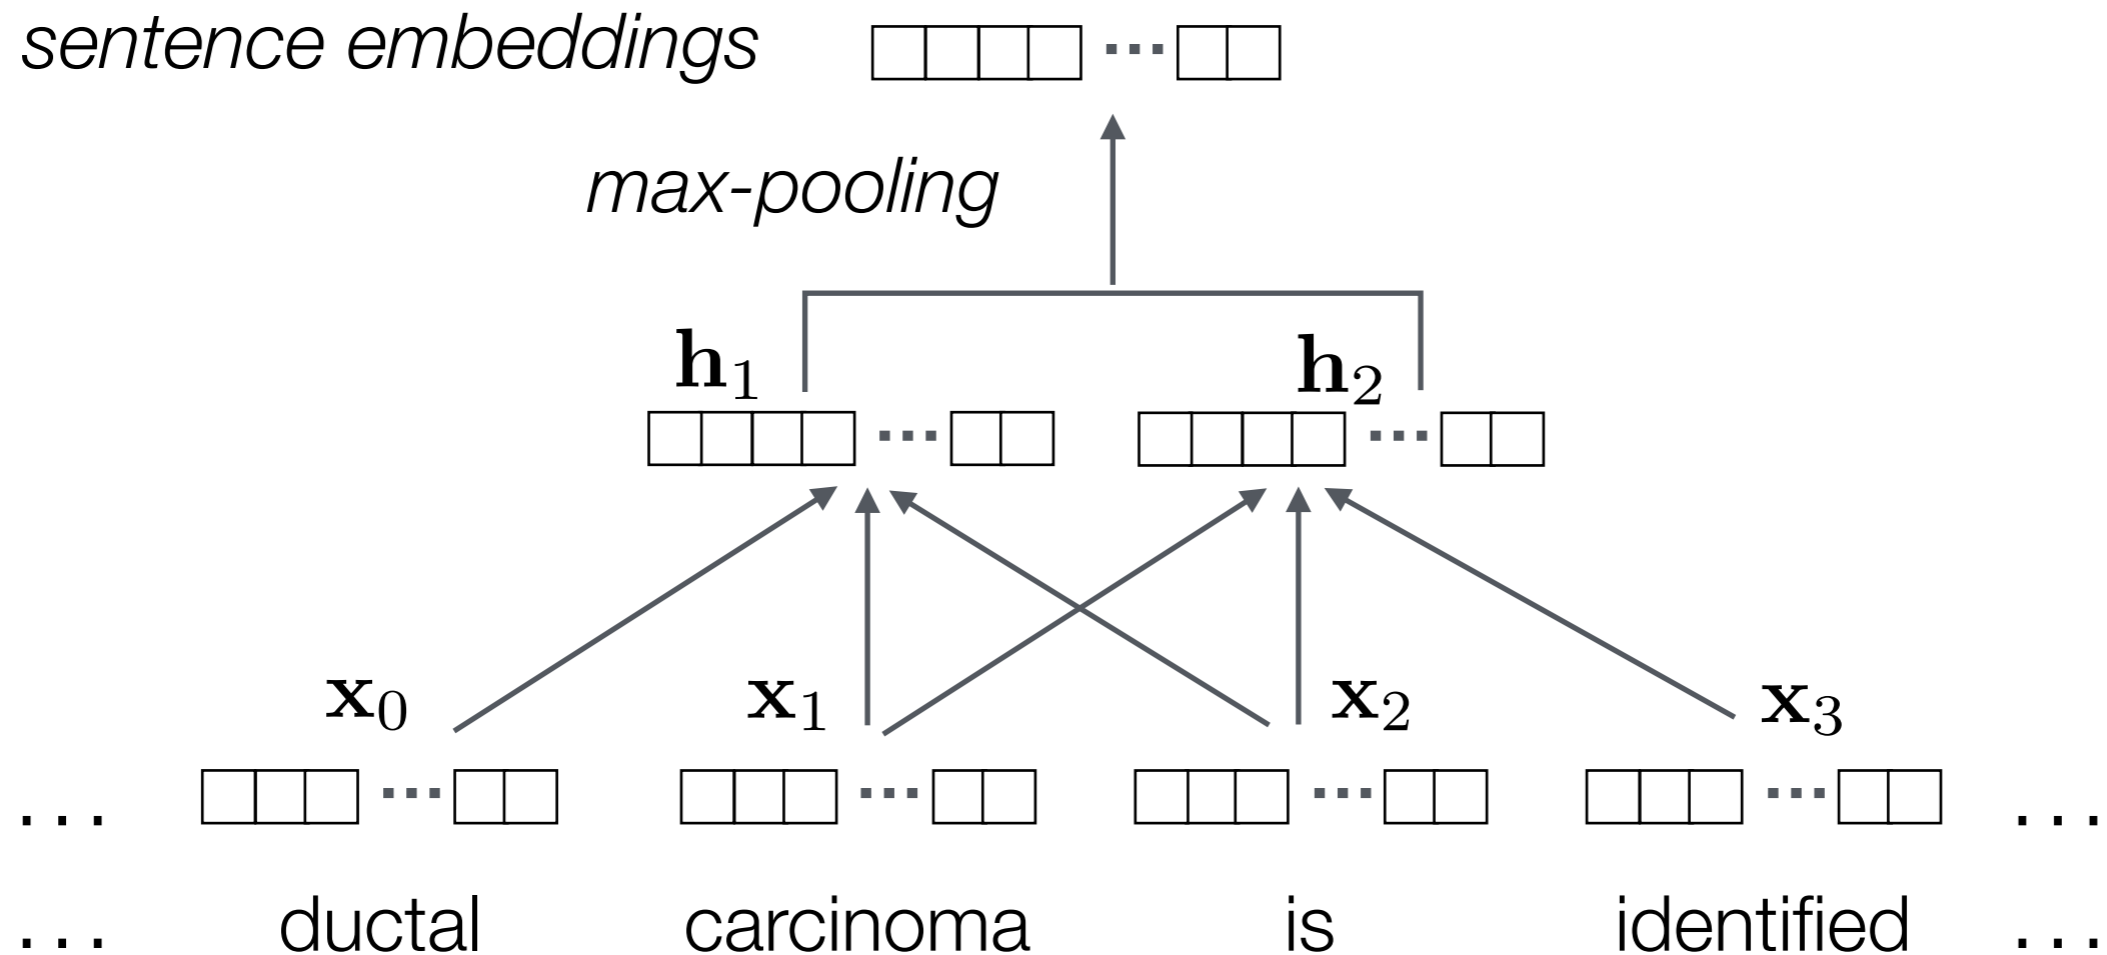 sentence embeddings ...
max-pooling
h1 h2
... ...
x0 x1 x2 x3
... ... ... ... ... ...
... ductal carcinoma is identified ...